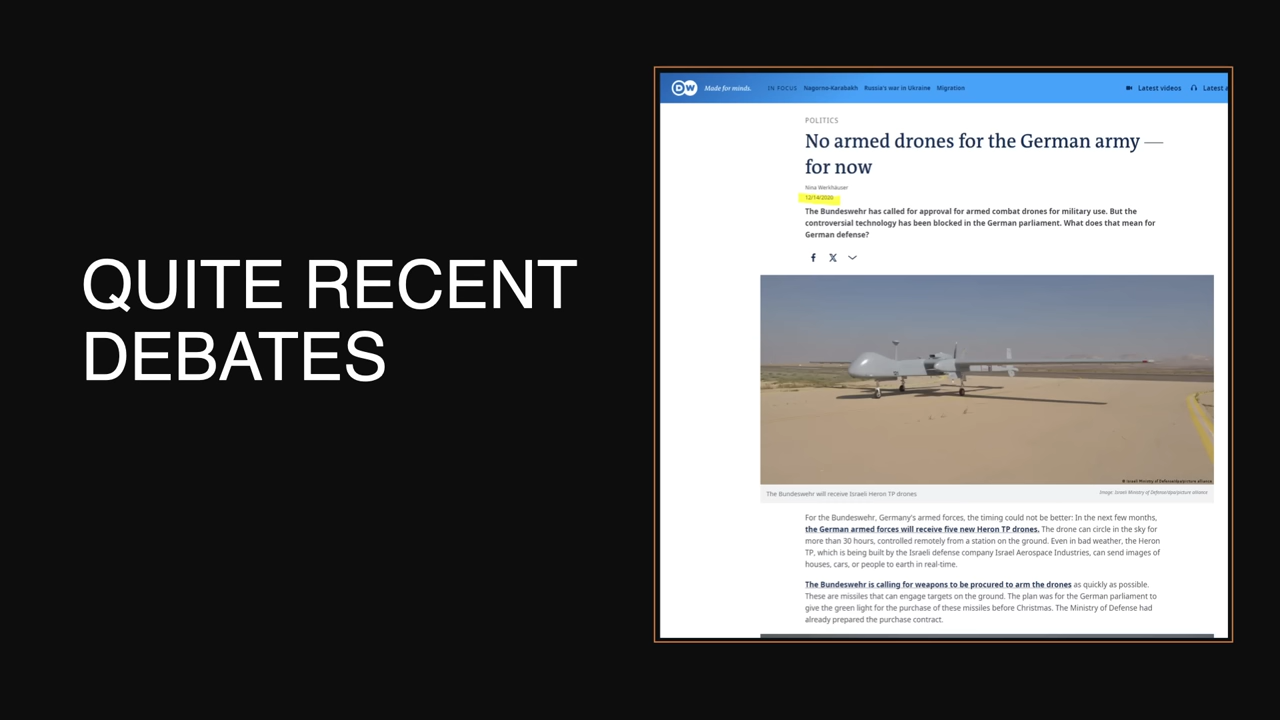 QUITE RECENT
DEBATES
DW Made for minds.
IN FOCUS Nagorno-Karabakh Russia's war in Ukraine Migration
Latest videos Latest a
POLITICS
No armed drones for the German army —
for now
Nina Werkhäuser
12/14/2020
The Bundeswehr has called for approval for armed combat drones for military use. But the
controversial technology has been blocked in the German parliament. What does that mean for
German defense?
© Israel Ministry of Defense/dpa/picture alliance
The Bundeswehr will receive Israeli Heron TP drones
Image: Israel Ministry of Defense/dpa/picture alliance
For the Bundeswehr, Germany's armed forces, the timing could not be better: In the next few months,
the German armed forces will receive five new Heron TP drones. The drone can circle in the sky for
more than 30 hours, controlled remotely from a station on the ground. Even in bad weather, the Heron
TP, which is being built by the Israeli defense company Israel Aerospace Industries, can send images of
houses, cars, or people to earth in real-time.
The Bundeswehr is calling for weapons to be procured to arm the drones as quickly as possible.
These are missiles that can engage targets on the ground. The plan was for the German parliament to
give the green light for the purchase of these missiles before Christmas. The Ministry of Defense had
already prepared the purchase contract.